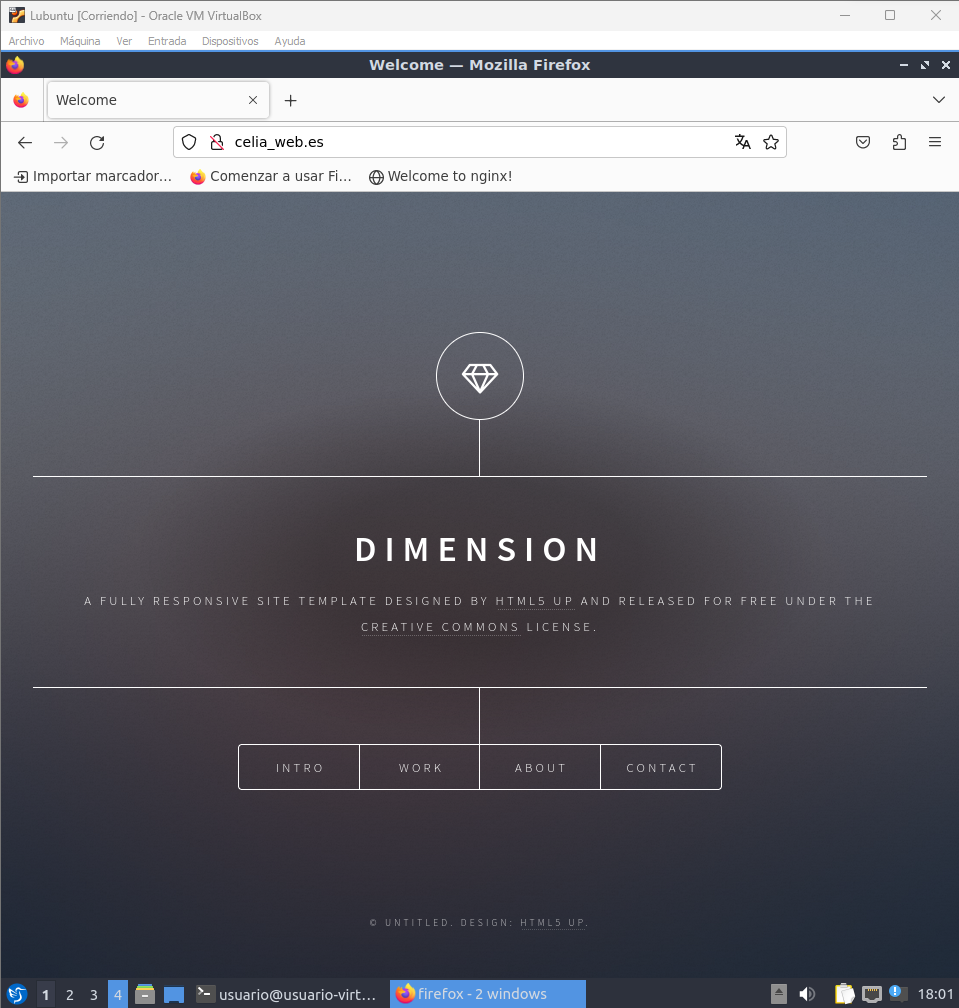 Lubuntu [Corriendo] - Oracle VM VirtualBox
Archivo Máquina Ver Entrada Dispositivos Ayuda
Welcome — Mozilla Firefox
Welcome
celia_web.es
Importar marcador... Comenzar a usar Fi... Welcome to nginx!
DIMENSION
A FULLY RESPONSIVE SITE TEMPLATE DESIGNED BY HTML5 UP AND RELEASED FOR FREE UNDER THE
CREATIVE COMMONS LICENSE.
INTRO WORK ABOUT CONTACT
© UNTITLED. DESIGN: HTML5 UP.
1 2 3 4 usuario@usuario-virt... firefox - 2 windows 18:01